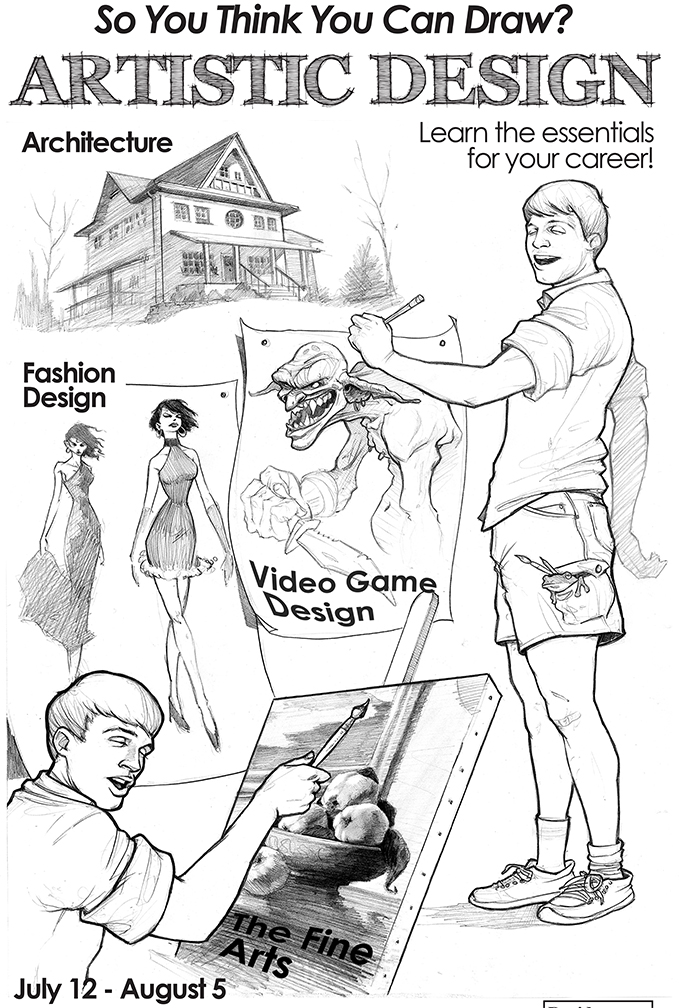 So You Think You Can Draw?
ARTISTIC DESIGN
Architecture
Learn the essentials
for your career!
Fashion
Design
Video Game
Design
The Fine
Arts
July 12 - August 5